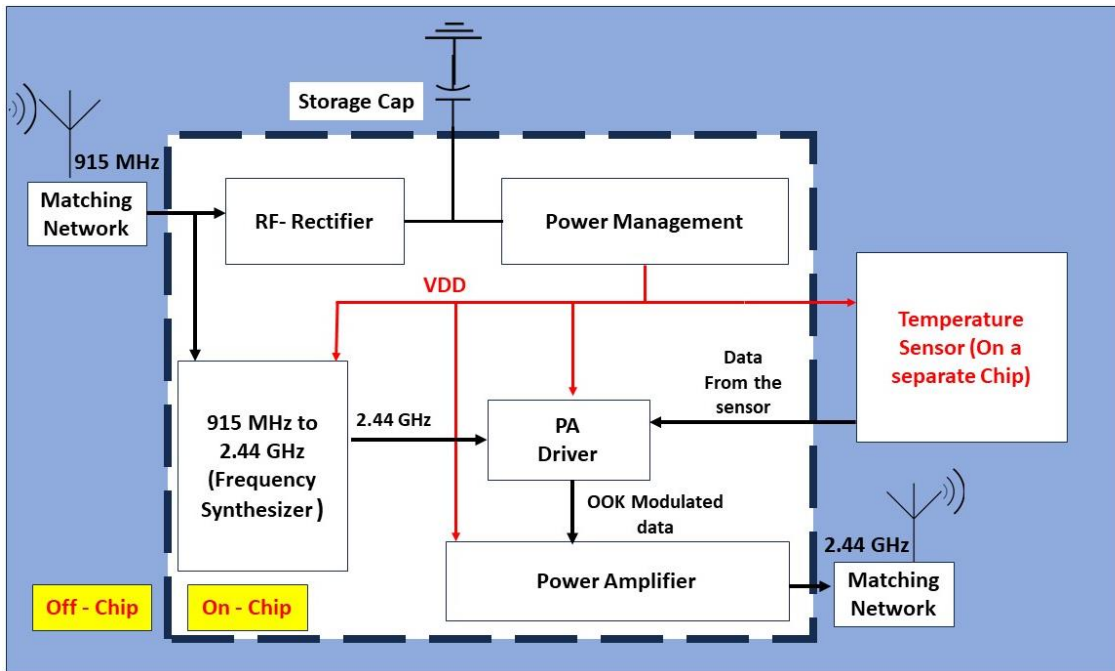 Storage Cap
915 MHz
Matching
Network
RF- Rectifier
Power Management
VDD
Temperature
Sensor (On a
separate Chip)
Data
From the
sensor
915 MHz to
2.44 GHz
(Frequency
Synthesizer )
2.44 GHz
PA
Driver
OOK Modulated
data
Power Amplifier
2.44 GHz
Matching
Network
Off - Chip
On - Chip